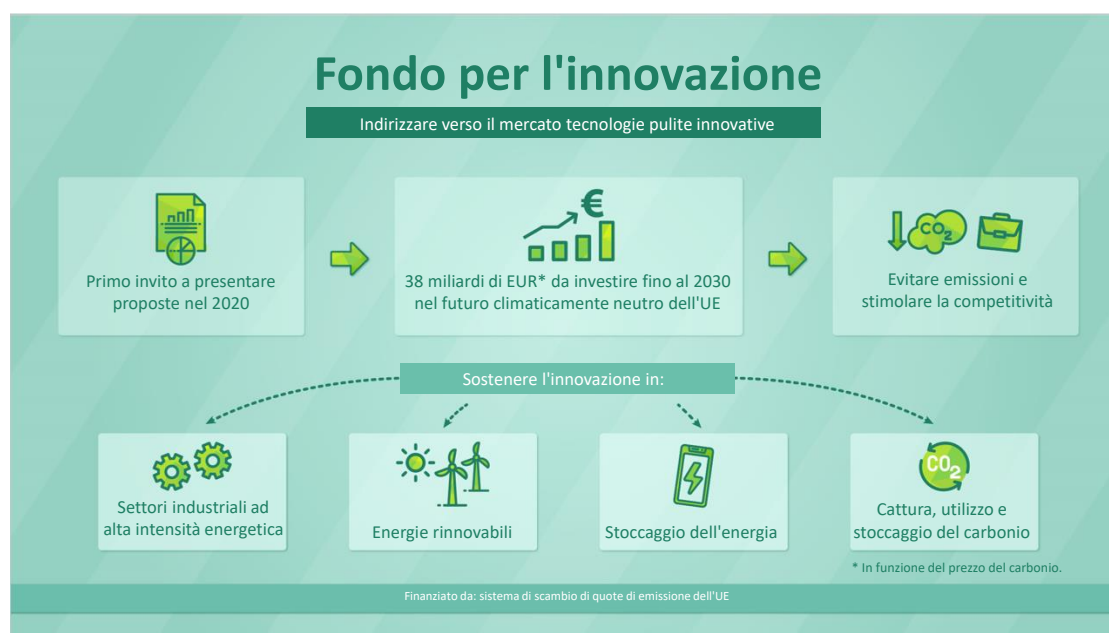 Fondo per l'innovazione
Indirizzare verso il mercato tecnologie pulite innovative
Primo invito a presentare
proposte nel 2020
€
38 miliardi di EUR* da investire fino al 2030
nel futuro climaticamente neutro dell'UE
CO2
Evitare emissioni e
stimolare la competitività
Sostenere l'innovazione in:
Settori industriali ad
alta intensità energetica
Energie rinnovabili
Stoccaggio dell'energia
CO2
Cattura, utilizzo e
stoccaggio del carbonio
* In funzione del prezzo del carbonio.
Finanziato da: sistema di scambio di quote di emissione dell'UE